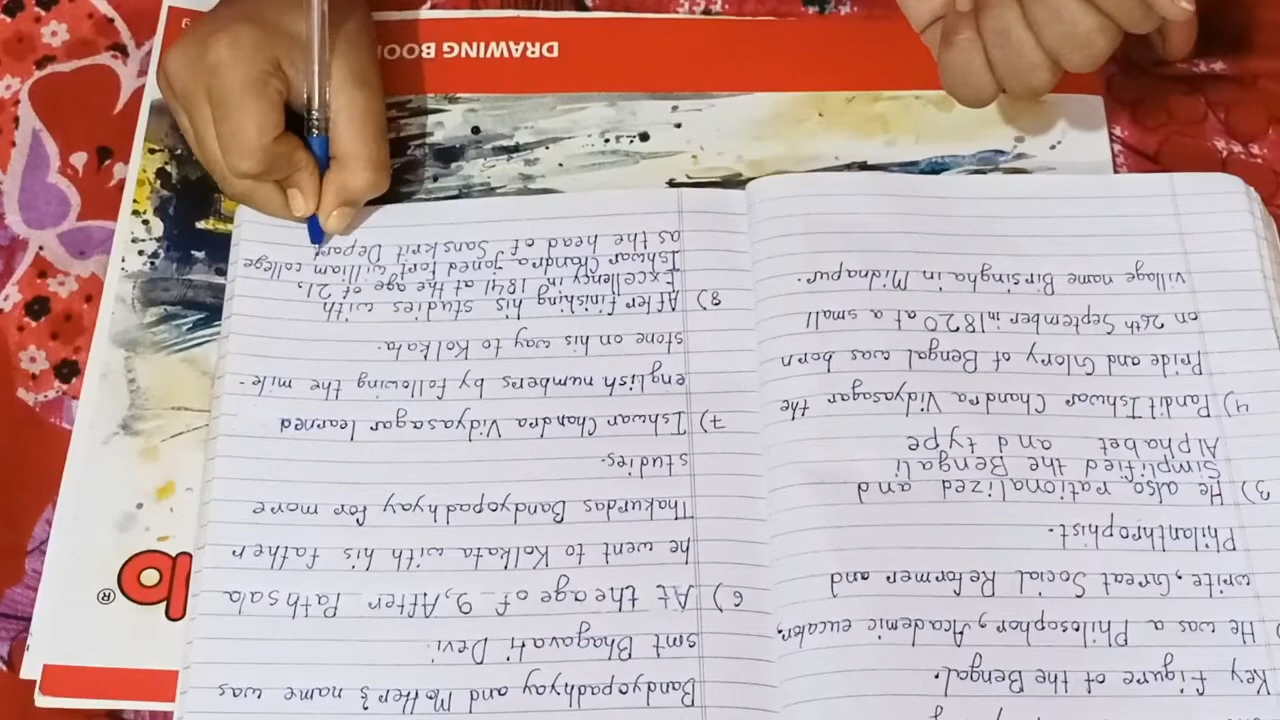 DRAWING BOO
lo
®
Key figure of the Bengal.
He was a Philosophor, Academic eucator,
write, Great Social Reformer and
Philanthrophist.
3) He also rationalized and
Simplified the Bengali
Alphabet and type
4) Pandit Ishwar Chandra Vidyasagar the
Pride and Glory of Bengal was born
on 26th September in 1820 at a small
village name Birsingha in Midnapur.
Bandyopadhyay and Mother's name was
smt Bhagavati Devi.
6) At the age of 9, After Pathsala
he went to Kolkata with his father
Thakurdas Bandyopadhyay for more
studies.
7) Ishwar Chandra Vidyasagar learned
english numbers by following the mile-
stone on his way to Kolkata.
8) After finishing his studies with
Excellency in 1841 at the age of 21,
Ishwar Chandra Joned fort william college
as the head of Sanskrit Depart